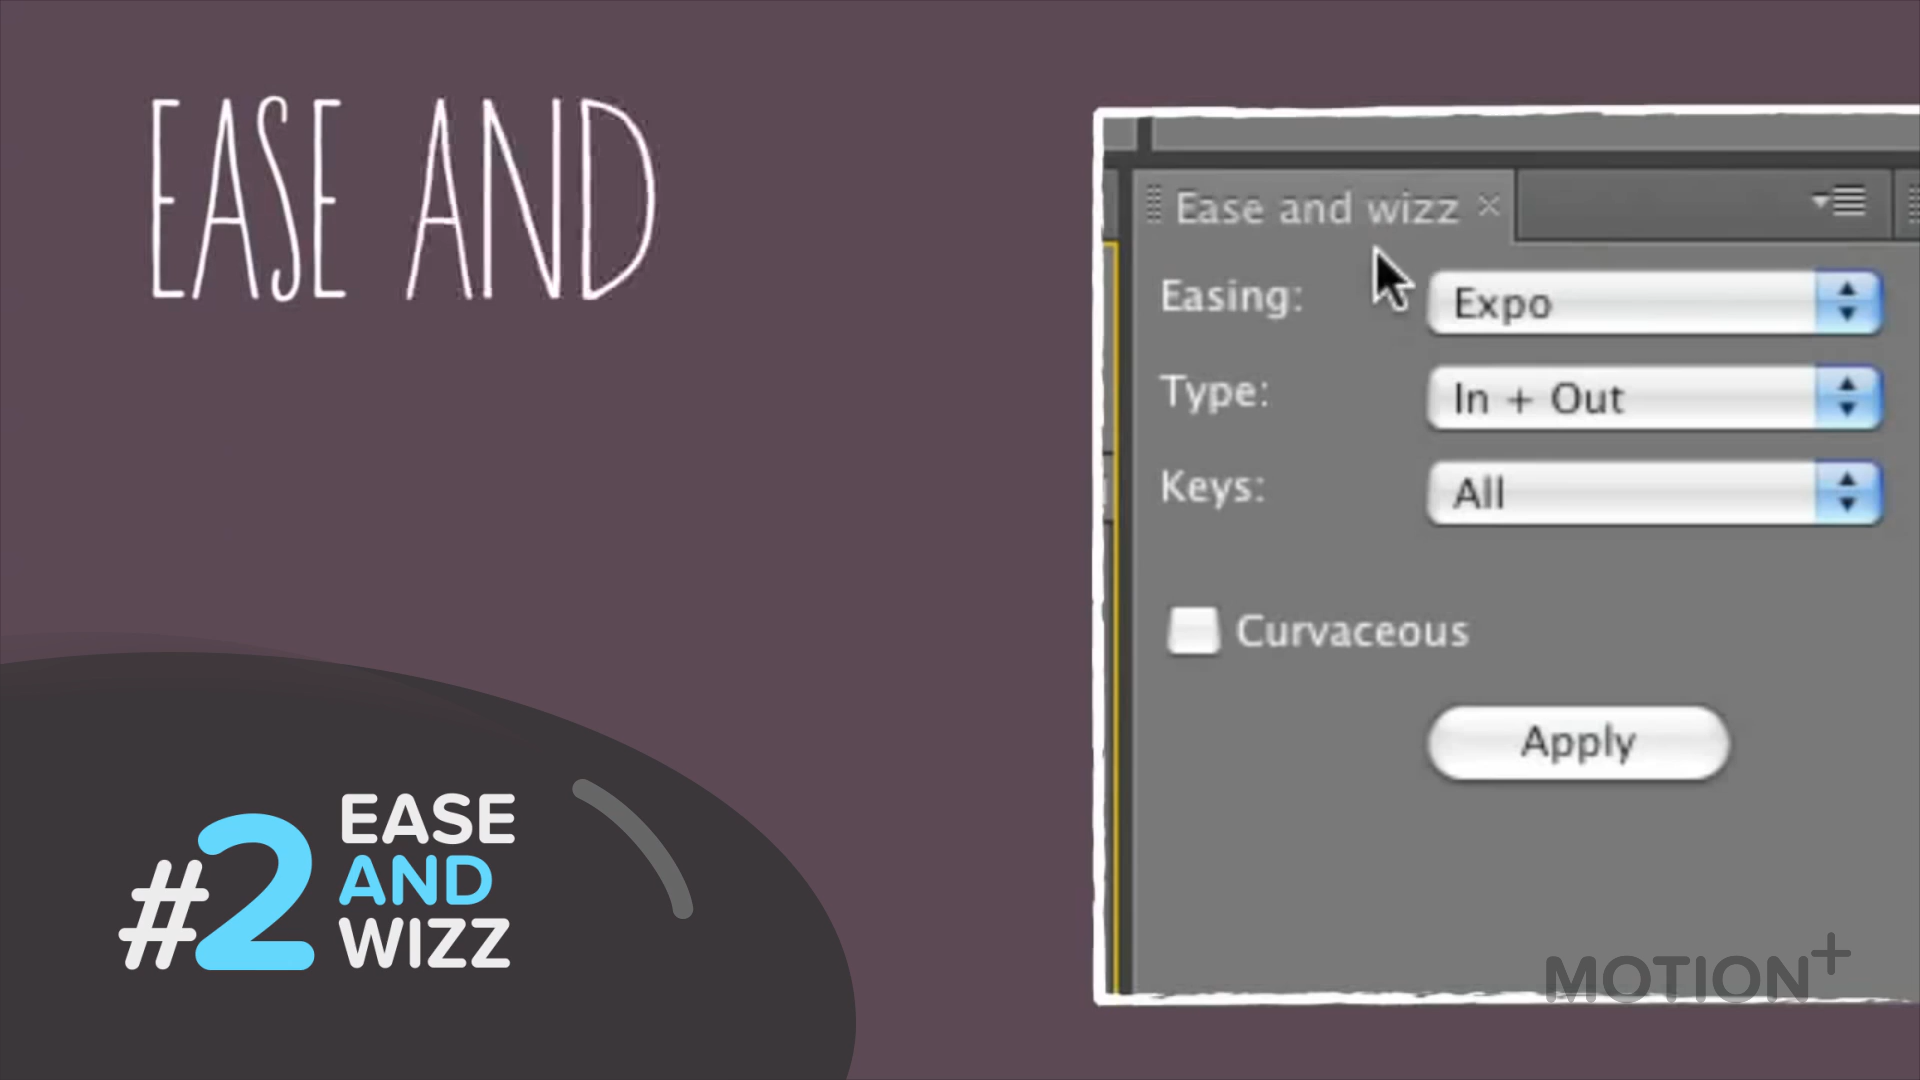 EASE AND
Ease and wizz
Easing: Expo
Type: In + Out
Keys: All
Curvaceous
Apply
#2 EASE
AND
WIZZ
MOTION+